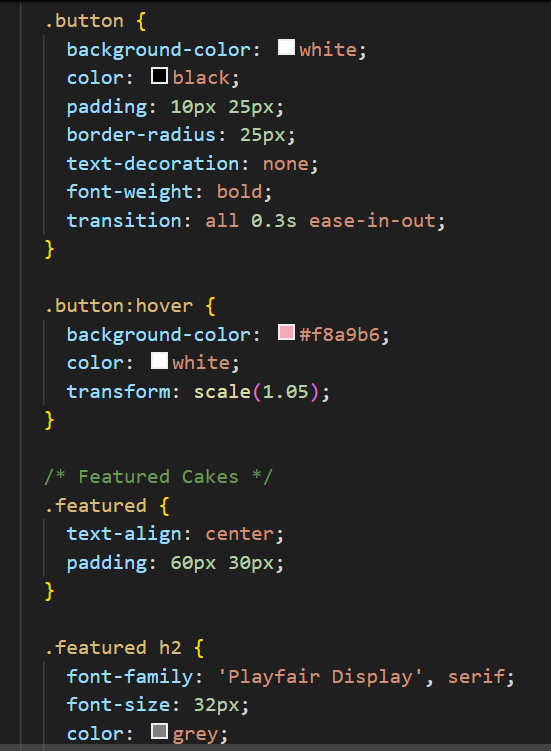 .button {
background-color: white;
color: black;
padding: 10px 25px;
border-radius: 25px;
text-decoration: none;
font-weight: bold;
transition: all 0.3s ease-in-out;
}
.button:hover {
background-color: #f8a9b6;
color: white;
transform: scale(1.05);
}
/* Featured Cakes */
.featured {
text-align: center;
padding: 60px 30px;
}
.featured h2 {
font-family: 'Playfair Display', serif;
font-size: 32px;
color: grey;